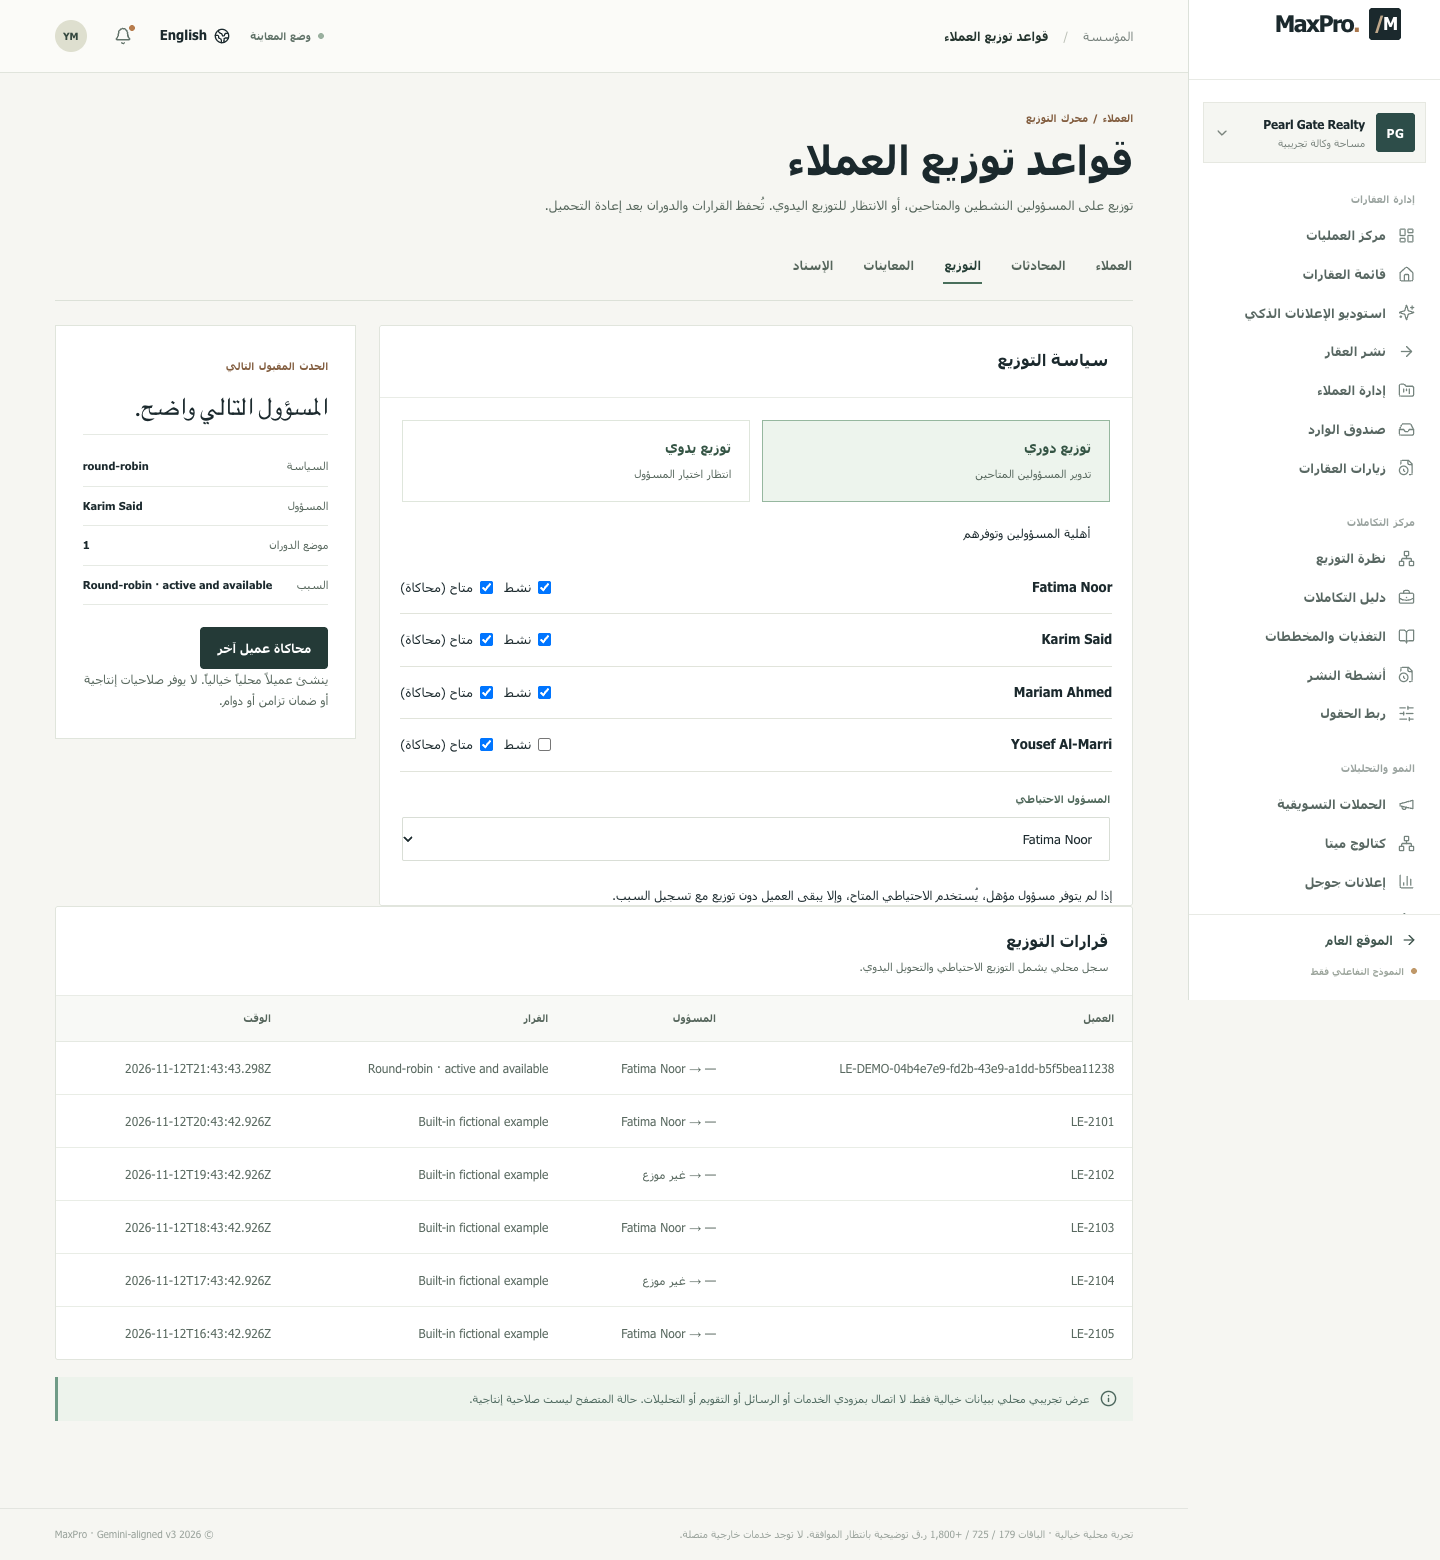 MaxPro.
/M
PG
Pearl Gate Realty
مساحة وكالة تجريبية
إدارة العقارات
مركز العمليات
قائمة العقارات
استوديو الإعلانات الذكي
نشر العقار
إدارة العملاء
صندوق الوارد
زيارات العقارات
مركز التكاملات
نظرة التوزيع
دليل التكاملات
التغذيات والمخططات
أنشطة النشر
ربط الحقول
النمو والتحليلات
الحملات التسويقية
كتالوج ميتا
إعلانات جوجل
الموقع العام
النموذج التفاعلي فقط
المؤسسة / قواعد توزيع العملاء
وضع المعاينة
English
YM
العملاء / محرك التوزيع
قواعد توزيع العملاء
توزيع على المسؤولين النشطين والمتاحين، أو الانتظار للتوزيع اليدوي. تُحفظ القرارات والدوران بعد إعادة التحميل.
العملاء
المحادثات
التوزيع
المعاينات
الإسناد
سياسة التوزيع
توزيع دوري
تدوير المسؤولين المتاحين
توزيع يدوي
انتظار اختيار المسؤول
أهلية المسؤولين وتوفرهم
Fatima Noor نشط متاح (محاكاة)
Karim Said نشط متاح (محاكاة)
Mariam Ahmed نشط متاح (محاكاة)
Yousef Al-Marri نشط متاح (محاكاة)
المسؤول الاحتياطي
Fatima Noor
إذا لم يتوفر مسؤول مؤهل، يُستخدم الاحتياطي المتاح، وإلا يبقى العميل دون توزيع مع تسجيل السبب.
الحدث المقبول التالي
المسؤول التالي واضح.
السياسة round-robin
المسؤول Karim Said
موضع الدوران 1
السبب Round-robin · active and available
محاكاة عميل آخر
ينشئ عميلاً محلياً خيالياً. لا يوفر صلاحيات إنتاجية
أو ضمان تزامن أو دوام.
قرارات التوزيع
سجل محلي يشمل التوزيع الاحتياطي والتحويل اليدوي.
العميل المسؤول القرار الوقت
LE-DEMO-04b4e7e9-fd2b-43e9-a1dd-b5f5bea11238 — → Fatima Noor Round-robin · active and available 2026-11-12T21:43:43.298Z
LE-2101 — → Fatima Noor Built-in fictional example 2026-11-12T20:43:42.926Z
LE-2102 — → غير موزع Built-in fictional example 2026-11-12T19:43:42.926Z
LE-2103 — → Fatima Noor Built-in fictional example 2026-11-12T18:43:42.926Z
LE-2104 — → غير موزع Built-in fictional example 2026-11-12T17:43:42.926Z
LE-2105 — → Fatima Noor Built-in fictional example 2026-11-12T16:43:42.926Z
عرض تجريبي محلي ببيانات خيالية فقط. لا اتصال بمزودي الخدمات أو الرسائل أو التقويم أو التحليلات. حالة المتصفح ليست صلاحية إنتاجية.
تجربة محلية خيالية · الباقات 179 / 725 / +1,800 ر.ق توضيحية بانتظار الموافقة. لا توجد خدمات خارجية متصلة.
© 2026 MaxPro · Gemini-aligned v3